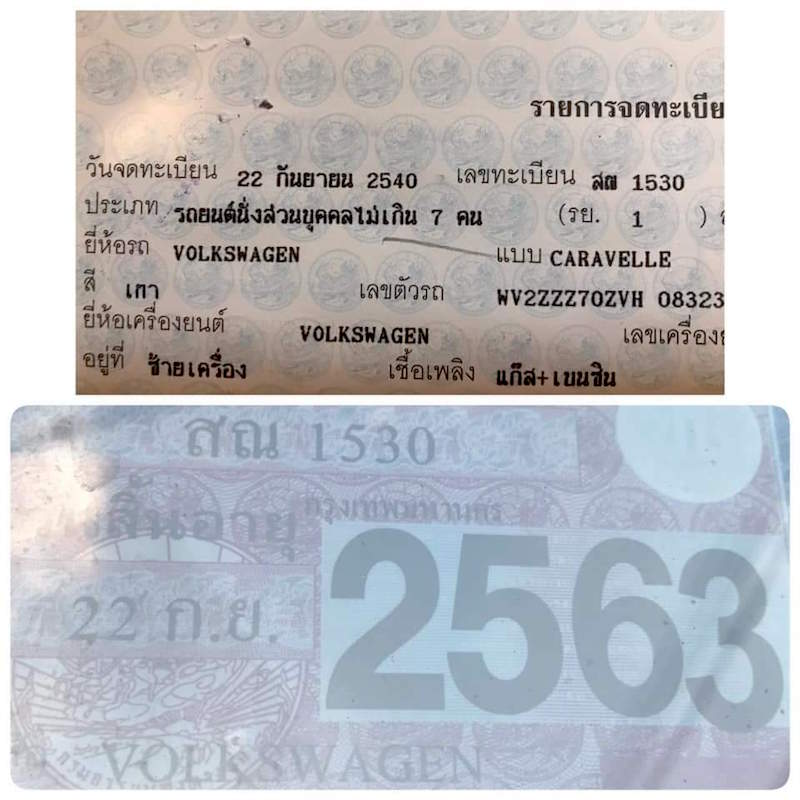 รายการจดทะเบีย
วันจดทะเบียน 22 กันยายน 2540 เลขทะเบียน สณ 1530
ประเภท รถยนต์นั่งส่วนบุคคลไม่เกิน 7 คน (รย. 1 )
ยี่ห้อรถ VOLKSWAGEN แบบ CARAVELLE
สี เทา เลขตัวรถ WV2ZZZ70ZVH 08323
ยี่ห้อเครื่องยนต์ VOLKSWAGEN เลขเครื่องย
อยู่ที่ ซ้ายเครื่อง เชื้อเพลิง แก๊ส+เบนซิน
สณ 1530
สิ้นอายุ กรุงเทพมหานคร
22 ก.ย. 2563
VOLKSWAGEN